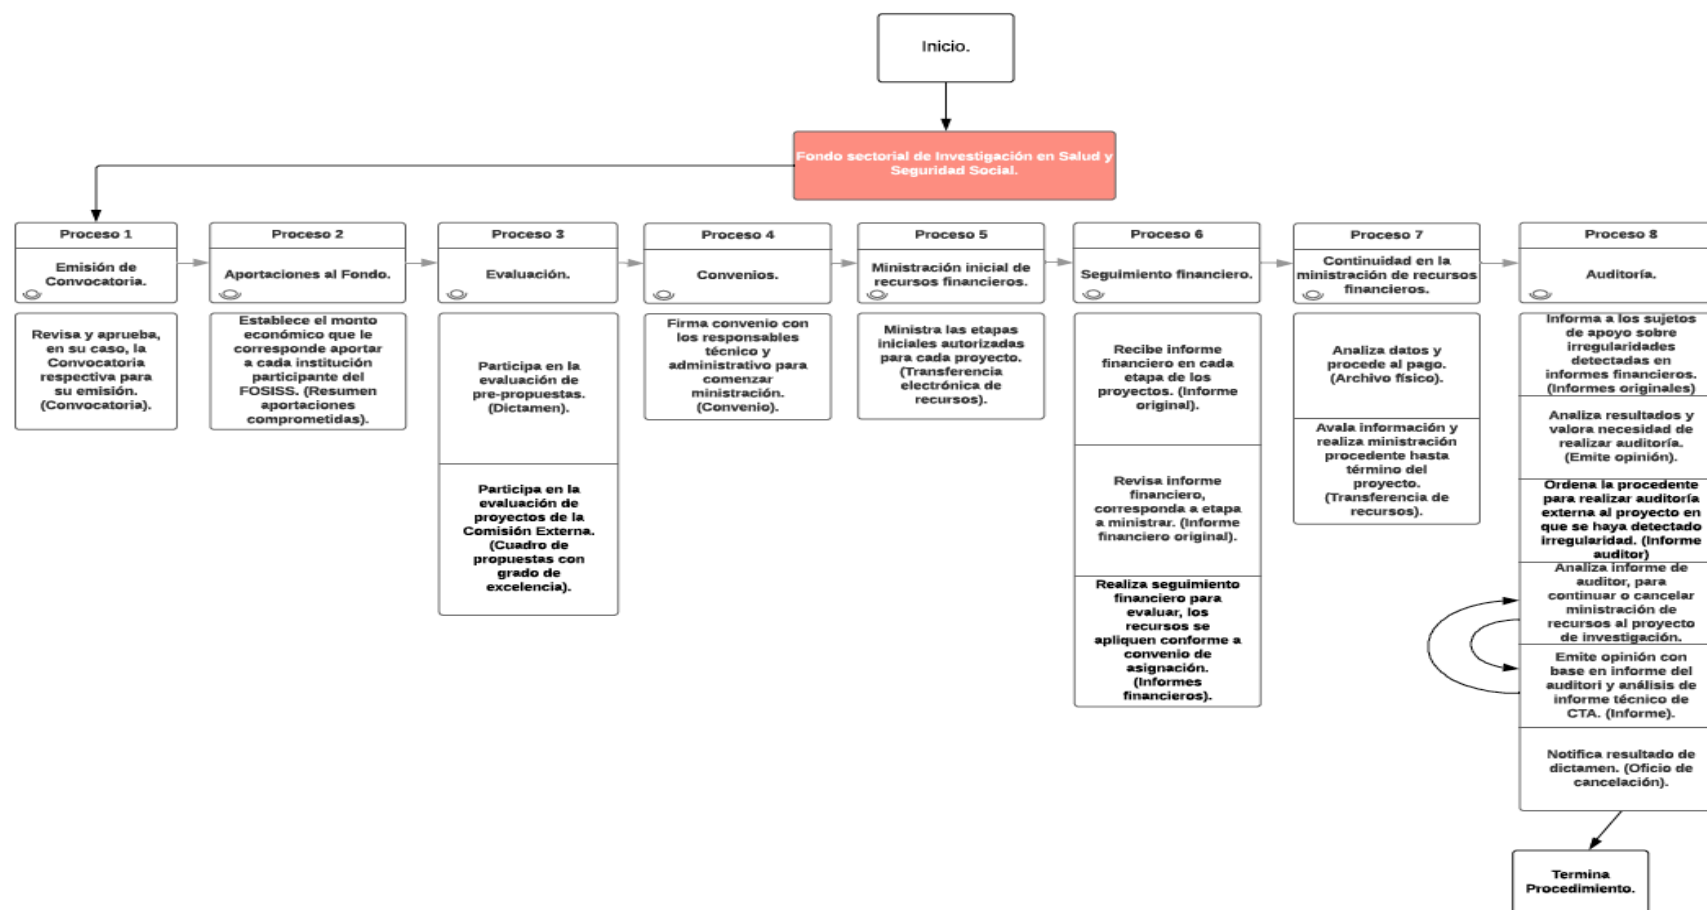 Inicio.
Fondo sectorial de Investigación en Salud y
Seguridad Social.
Proceso 1
Emisión de
Convocatoria.
Revisa y aprueba,
en su caso, la
Convocatoria
respectiva para
su emisión.
(Convocatoria).
Proceso 2
Aportaciones al Fondo.
Establece el monto
económico que le
corresponde aportar
a cada institución
participante del
FOSISS. (Resumen
aportaciones
comprometidas).
Proceso 3
Evaluación.
Participa en la
evaluación de
pre-propuestas.
(Dictamen).
Participa en la
evaluación de
proyectos de la
Comisión Externa.
(Cuadro de
propuestas con
grado de
excelencia).
Proceso 4
Convenios.
Firma convenio con
los responsables
técnico y
administrativo para
comenzar
ministración.
(Convenio).
Proceso 5
Ministración inicial de
recursos financieros.
Ministra las etapas
iniciales autorizadas
para cada proyecto.
(Transferencia
electrónica de
recursos).
Proceso 6
Seguimiento financiero.
Recibe informe
financiero en cada
etapa de los
proyectos. (Informe
original).
Revisa informe
financiero,
corresponda a etapa
a ministrar. (Informe
financiero original).
Realiza seguimiento
financiero para
evaluar, los
recursos se
apliquen conforme a
convenio de
asignación.
(Informes
financieros).
Proceso 7
Continuidad en la
ministración de recursos
financieros.
Analiza datos y
procede al pago.
(Archivo físico).
Avala información y
realiza ministración
procedente hasta
término del
proyecto.
(Transferencia de
recursos).
Proceso 8
Auditoría.
Informa a los sujetos
de apoyo sobre
irregularidades
detectadas en
informes financieros.
(Informes originales)
Analiza resultados y
valora necesidad de
realizar auditoría.
(Emite opinión).
Ordena la procedente
para realizar auditoría
externa al proyecto en
que se haya detectado
irregularidad. (Informe
auditor)
Analiza informe de
auditor, para
continuar o cancelar
ministración de
recursos al proyecto
de investigación.
Emite opinión con
base en informe del
auditori y análisis de
informe técnico de
CTA. (Informe).
Notifica resultado de
dictamen. (Oficio de
cancelación).
Termina
Procedimiento.